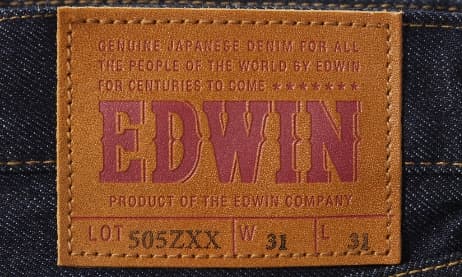 GENUINE JAPANESE DENIM FOR ALL
THE PEOPLE OF THE WORLD BY EDWIN
FOR CENTURIES TO COME ★★★★★★★
EDWIN
PRODUCT OF THE EDWIN COMPANY
LOT 505ZXX W 31 L 31